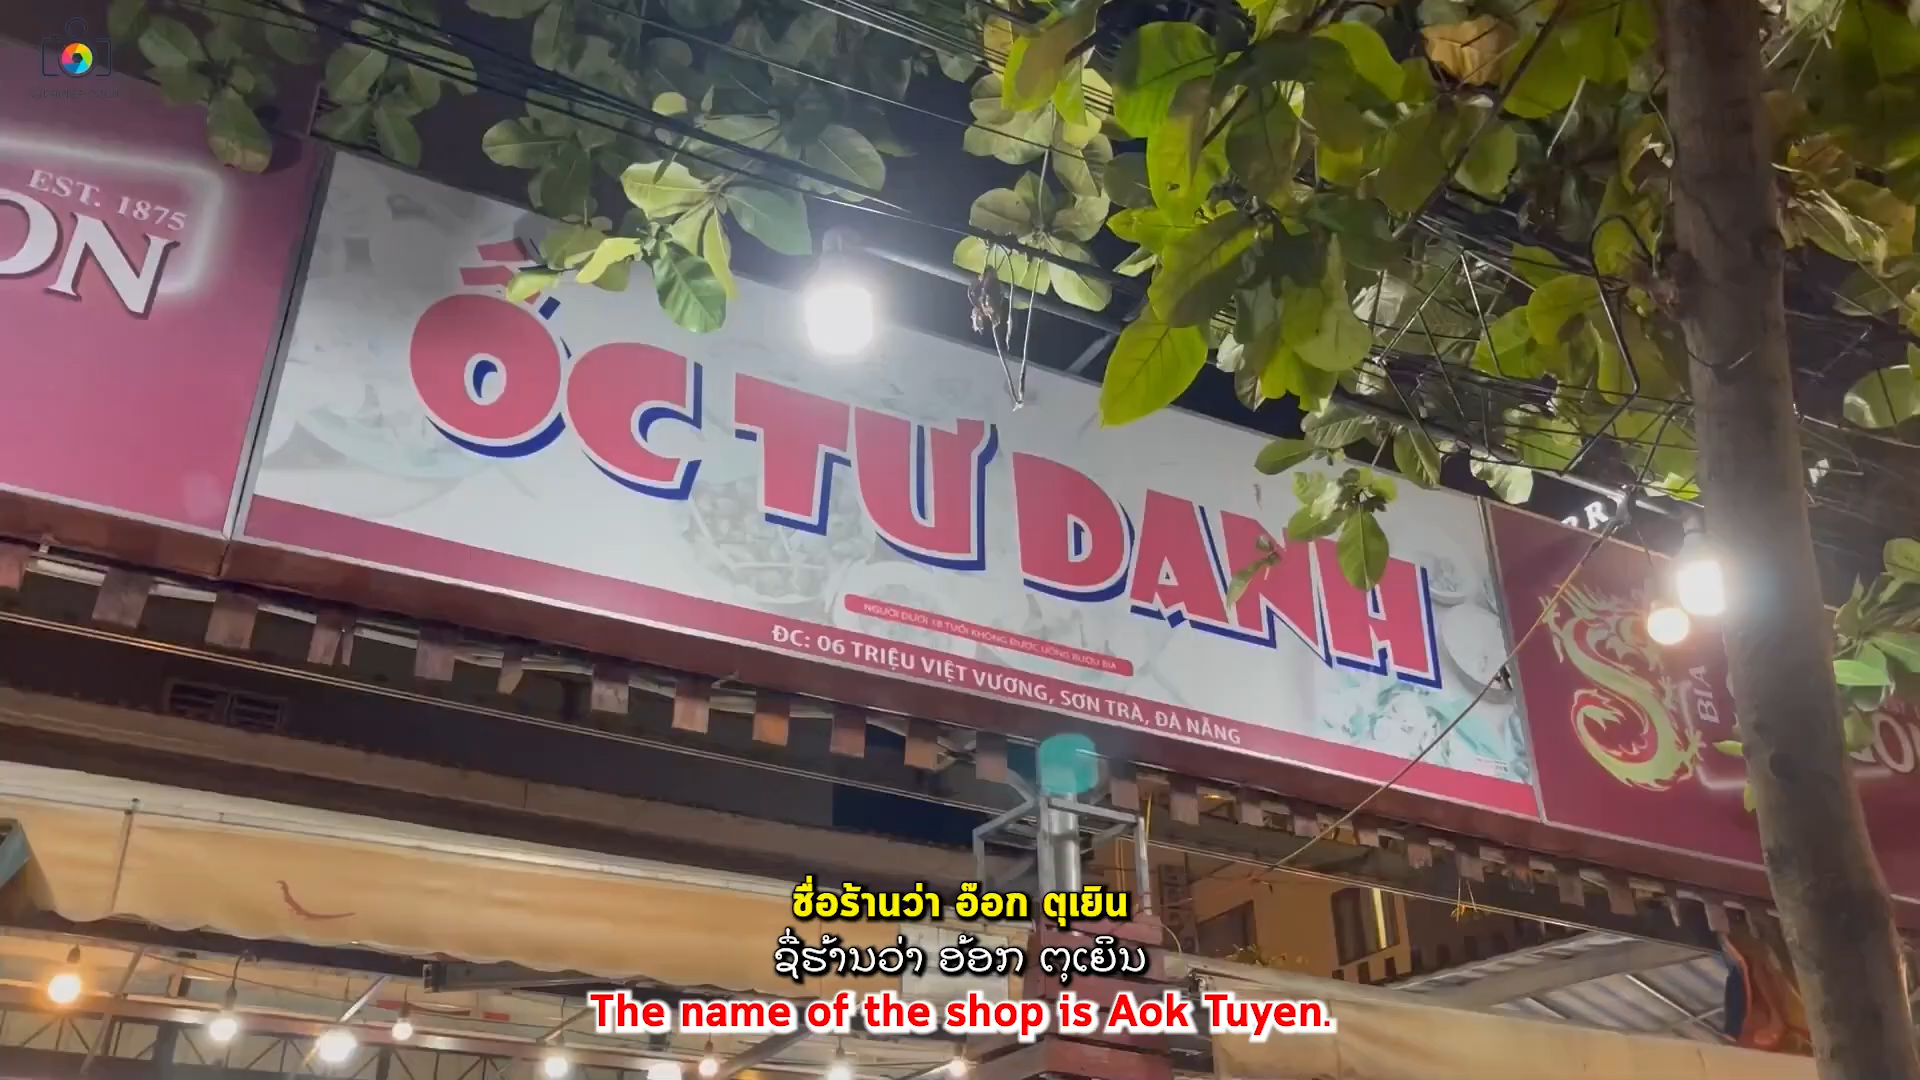 EST. 1875
ON
ỐC TƯ DẠNH
NGƯỜI DƯỚI 18 TUỔI KHÔNG ĐƯỢC UỐNG RƯỢU BIA
ĐC: 06 TRIỆU VIỆT VƯƠNG, SƠN TRÀ, ĐÀ NẴNG
BIA
ชื่อร้านว่า อ๊อก ตุเยิน
ຊື່ຮ້ານວ່າ ອ້ອກ ຕຸເຍິນ
The name of the shop is Aok Tuyen.